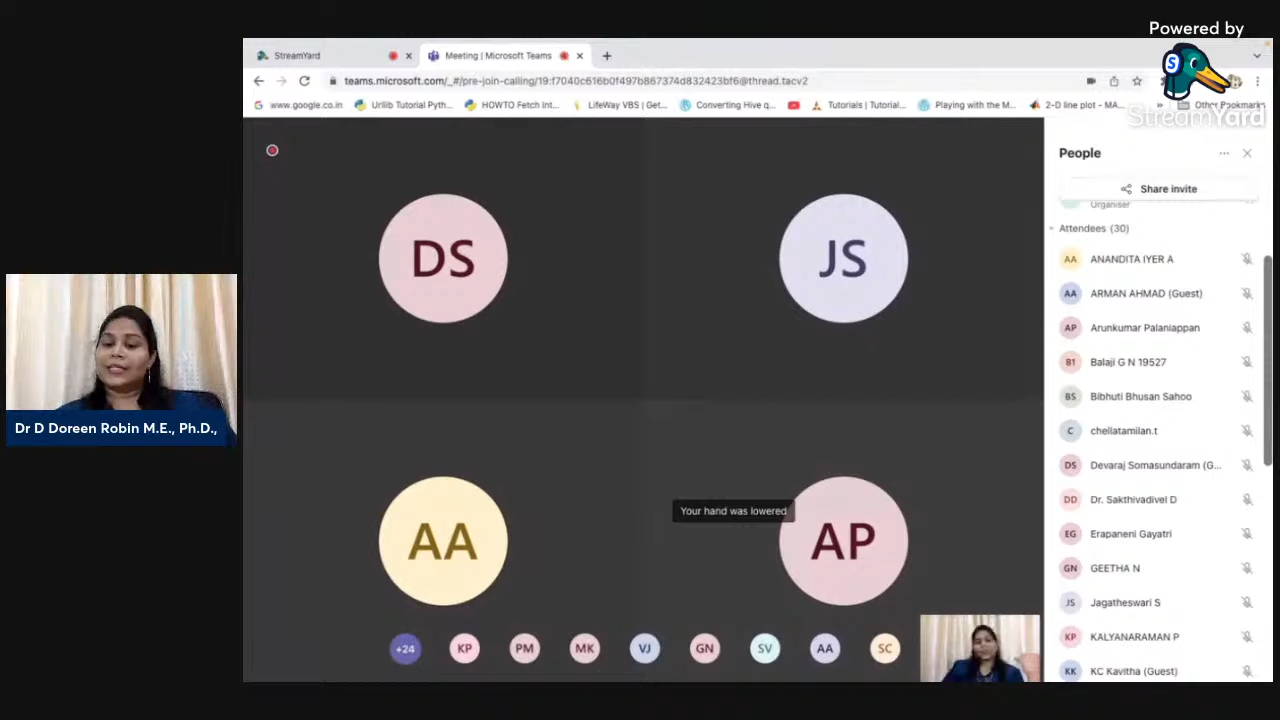 Powered by
StreamYard
StreamYard
Meeting | Microsoft Teams
teams.microsoft.com/_#/pre-join-calling/19:f7040c616b0f497b867374d832423bf6@thread.tacv2
www.google.co.in
Urllib Tutorial Pyth...
HOWTO Fetch Int...
LifeWay VBS | Get...
Converting Hive q...
Tutorials | Tutorial...
Playing with the M...
2-D line plot - MA...
Other Bookmarks
DS
JS
AA
AP
Your hand was lowered
+24
KP
PM
MK
VJ
GN
SV
AA
SC
People
Share invite
Organiser
Attendees (30)
AA ANANDITA IYER A
AA ARMAN AHMAD (Guest)
AP Arunkumar Palaniappan
B1 Balaji G N 19527
BS Bibhuti Bhusan Sahoo
C chellatamilan.t
DS Devaraj Somasundaram (G...
DD Dr. Sakthivadivel D
EG Erapaneni Gayatri
GN GEETHA N
JS Jagatheswari S
KP KALYANARAMAN P
KK KC Kavitha (Guest)
Dr D Doreen Robin M.E., Ph.D.,